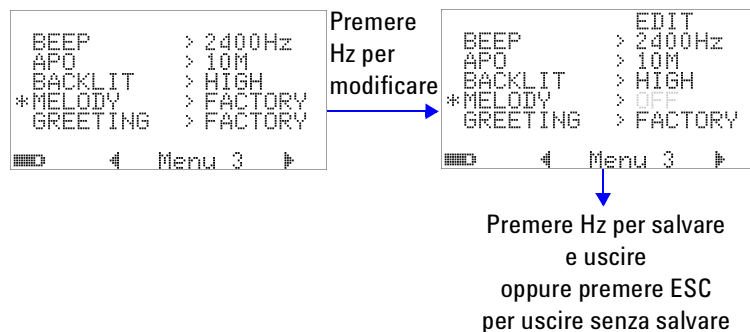 BEEP > 2400Hz
APO > 10M
BACKLIT > HIGH
*MELODY > FACTORY
GREETING > FACTORY
Menu 3
Premere
Hz per
modificare
EDIT
BEEP > 2400Hz
APO > 10M
BACKLIT > HIGH
*MELODY > OFF
GREETING > FACTORY
Menu 3
Premere Hz per salvare
e uscire
oppure premere ESC
per uscire senza salvare